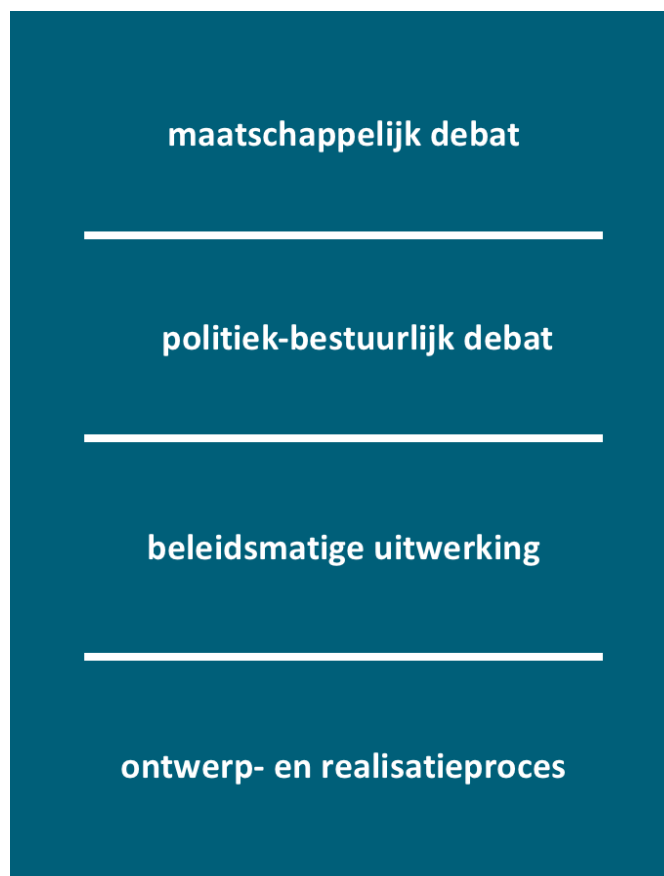 maatschappelijk debat
politiek-bestuurlijk debat
beleidsmatige uitwerking
ontwerp- en realisatieproces